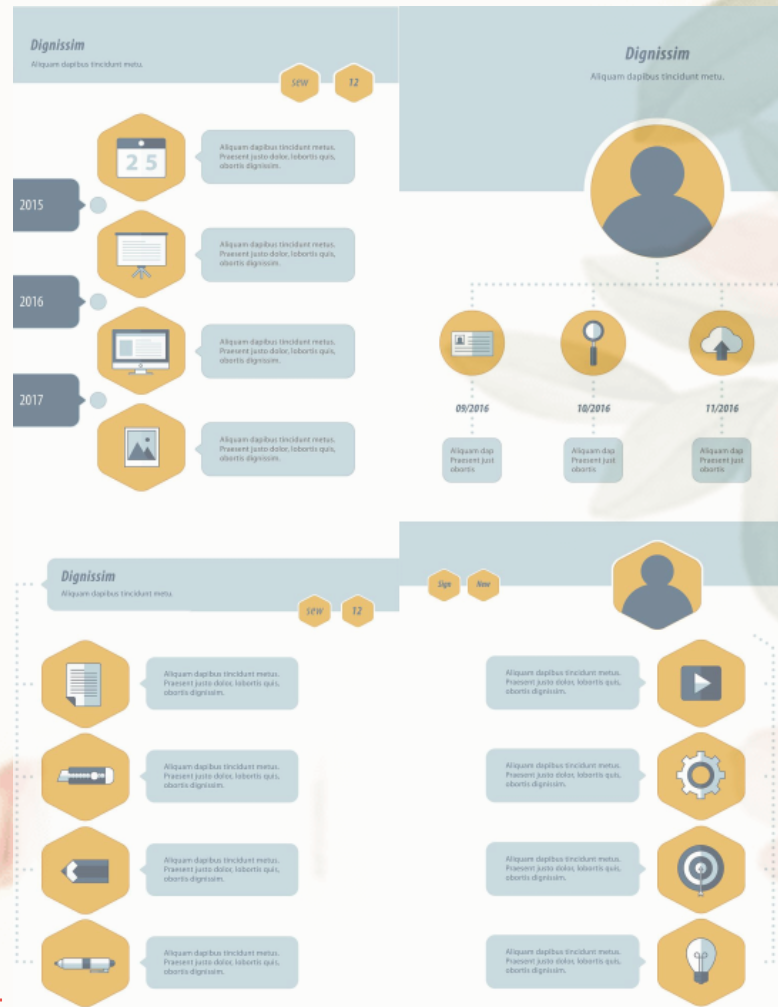 Dignissim
Aliquam dapibus tincidunt metu.
sew
12
25
Aliquam dapibus tincidunt metus.
Praesent justo dolor, lobortis quis,
obortis dignissim.
2015
Aliquam dapibus tincidunt metus.
Praesent justo dolor, lobortis quis,
obortis dignissim.
2016
Aliquam dapibus tincidunt metus.
Praesent justo dolor, lobortis quis,
obortis dignissim.
2017
Aliquam dapibus tincidunt metus.
Praesent justo dolor, lobortis quis,
obortis dignissim.
Dignissim
Aliquam dapibus tincidunt metu.
09/2016
10/2016
11/2016
Aliquam dap
Praesent just
obortis
Aliquam dap
Praesent just
obortis
Aliquam dap
Praesent just
obortis
Dignissim
Aliquam dapibus tincidunt metu.
sew
12
Aliquam dapibus tincidunt metus.
Praesent justo dolor, lobortis quis,
obortis dignissim.
Aliquam dapibus tincidunt metus.
Praesent justo dolor, lobortis quis,
obortis dignissim.
Aliquam dapibus tincidunt metus.
Praesent justo dolor, lobortis quis,
obortis dignissim.
Aliquam dapibus tincidunt metus.
Praesent justo dolor, lobortis quis,
obortis dignissim.
Sign
New
Aliquam dapibus tincidunt metus.
Praesent justo dolor, lobortis quis,
obortis dignissim.
Aliquam dapibus tincidunt metus.
Praesent justo dolor, lobortis quis,
obortis dignissim.
Aliquam dapibus tincidunt metus.
Praesent justo dolor, lobortis quis,
obortis dignissim.
Aliquam dapibus tincidunt metus.
Praesent justo dolor, lobortis quis,
obortis dignissim.